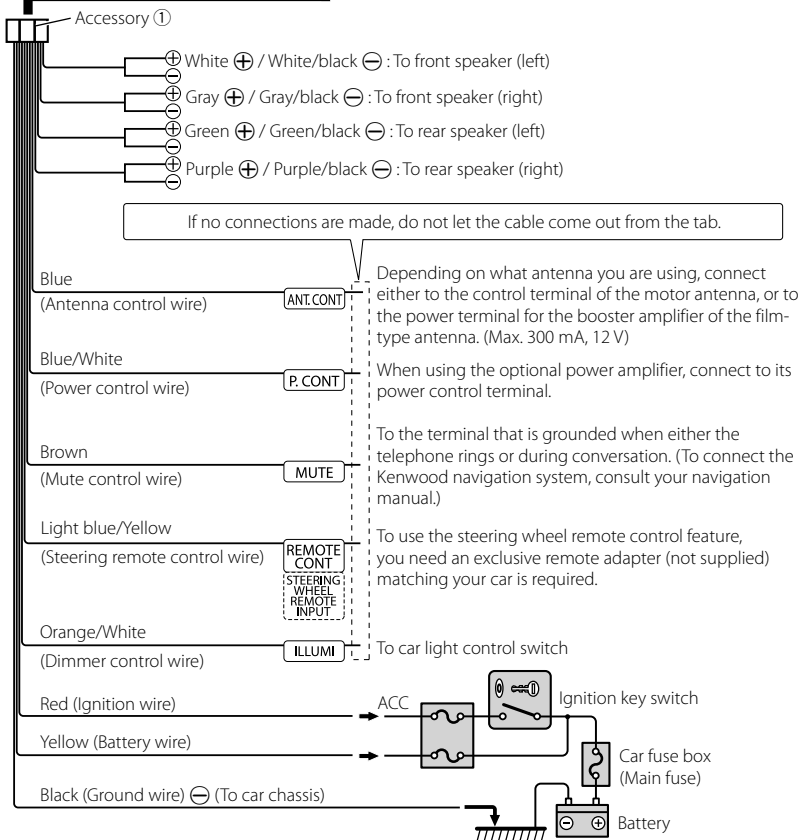 Accessory ①
⊕ White ⊕ / White/black ⊖ : To front speaker (left)
⊖
⊕ Gray ⊕ / Gray/black ⊖ : To front speaker (right)
⊖
⊕ Green ⊕ / Green/black ⊖ : To rear speaker (left)
⊖
⊕ Purple ⊕ / Purple/black ⊖ : To rear speaker (right)
⊖
If no connections are made, do not let the cable come out from the tab.
Blue
(Antenna control wire)
ANT. CONT
Depending on what antenna you are using, connect
either to the control terminal of the motor antenna, or to
the power terminal for the booster amplifier of the film-
type antenna. (Max. 300 mA, 12 V)
Blue/White
(Power control wire)
P. CONT
When using the optional power amplifier, connect to its
power control terminal.
Brown
(Mute control wire)
MUTE
To the terminal that is grounded when either the
telephone rings or during conversation. (To connect the
Kenwood navigation system, consult your navigation
manual.)
Light blue/Yellow
(Steering remote control wire)
REMOTE
CONT
STEERING
WHEEL
REMOTE
INPUT
To use the steering wheel remote control feature,
you need an exclusive remote adapter (not supplied)
matching your car is required.
Orange/White
(Dimmer control wire)
ILLUMI
To car light control switch
Red (Ignition wire)
ACC
Ignition key switch
Yellow (Battery wire)
Car fuse box
(Main fuse)
Black (Ground wire) ⊖ (To car chassis)
⊖ ⊕ Battery